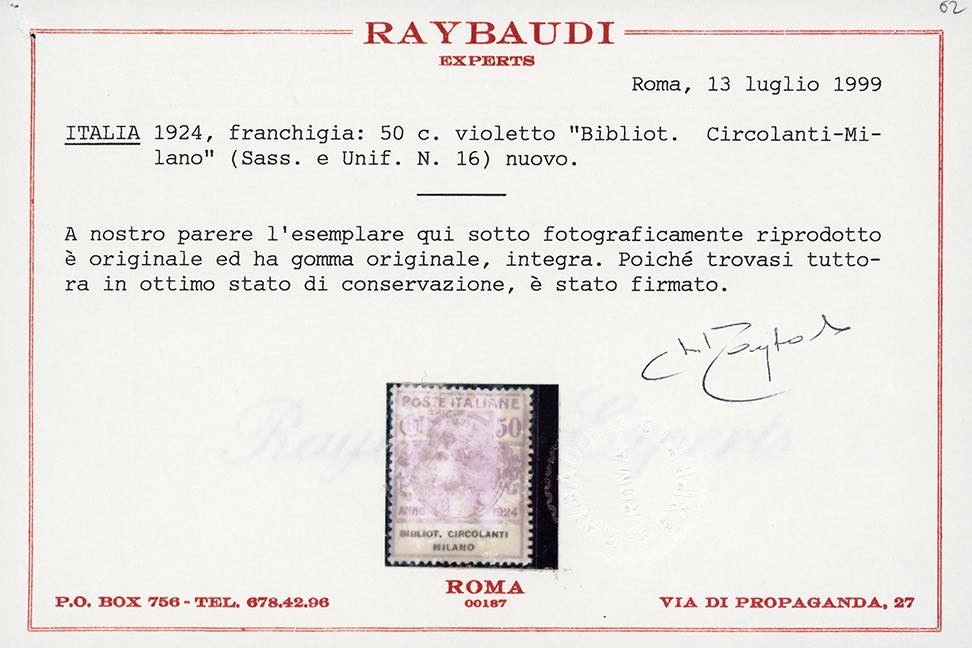 62
RAYBAUDI
EXPERTS
Roma, 13 luglio 1999
ITALIA 1924, franchigia: 50 c. violetto "Bibliot. Circolanti-Mi-
lano" (Sass. e Unif. N. 16) nuovo.
A nostro parere l'esemplare qui sotto fotograficamente riprodotto
è originale ed ha gomma originale, integra. Poiché trovasi tutto-
ra in ottimo stato di conservazione, è stato firmato.
POSTE ITALIANE
50
ANNO 1924
BIBLIOT. CIRCOLANTI
MILANO
Experts
ROMA
ROMA
00187
P.O. BOX 756 - TEL. 678.42.96
VIA DI PROPAGANDA, 27